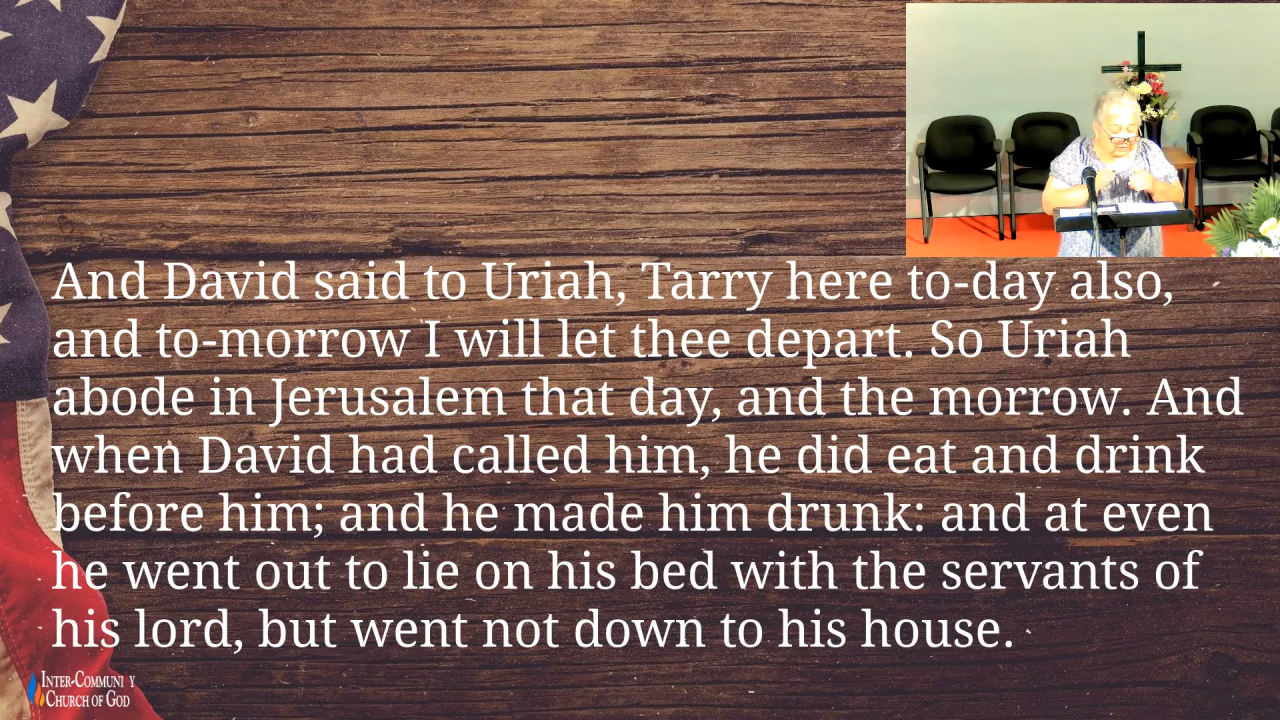 And David said to Uriah, Tarry here to-day also,
and to-morrow I will let thee depart. So Uriah
abode in Jerusalem that day, and the morrow. And
when David had called him, he did eat and drink
before him; and he made him drunk: and at even
he went out to lie on his bed with the servants of
his lord, but went not down to his house.
INTER-COMMUNI Y
CHURCH OF GOD